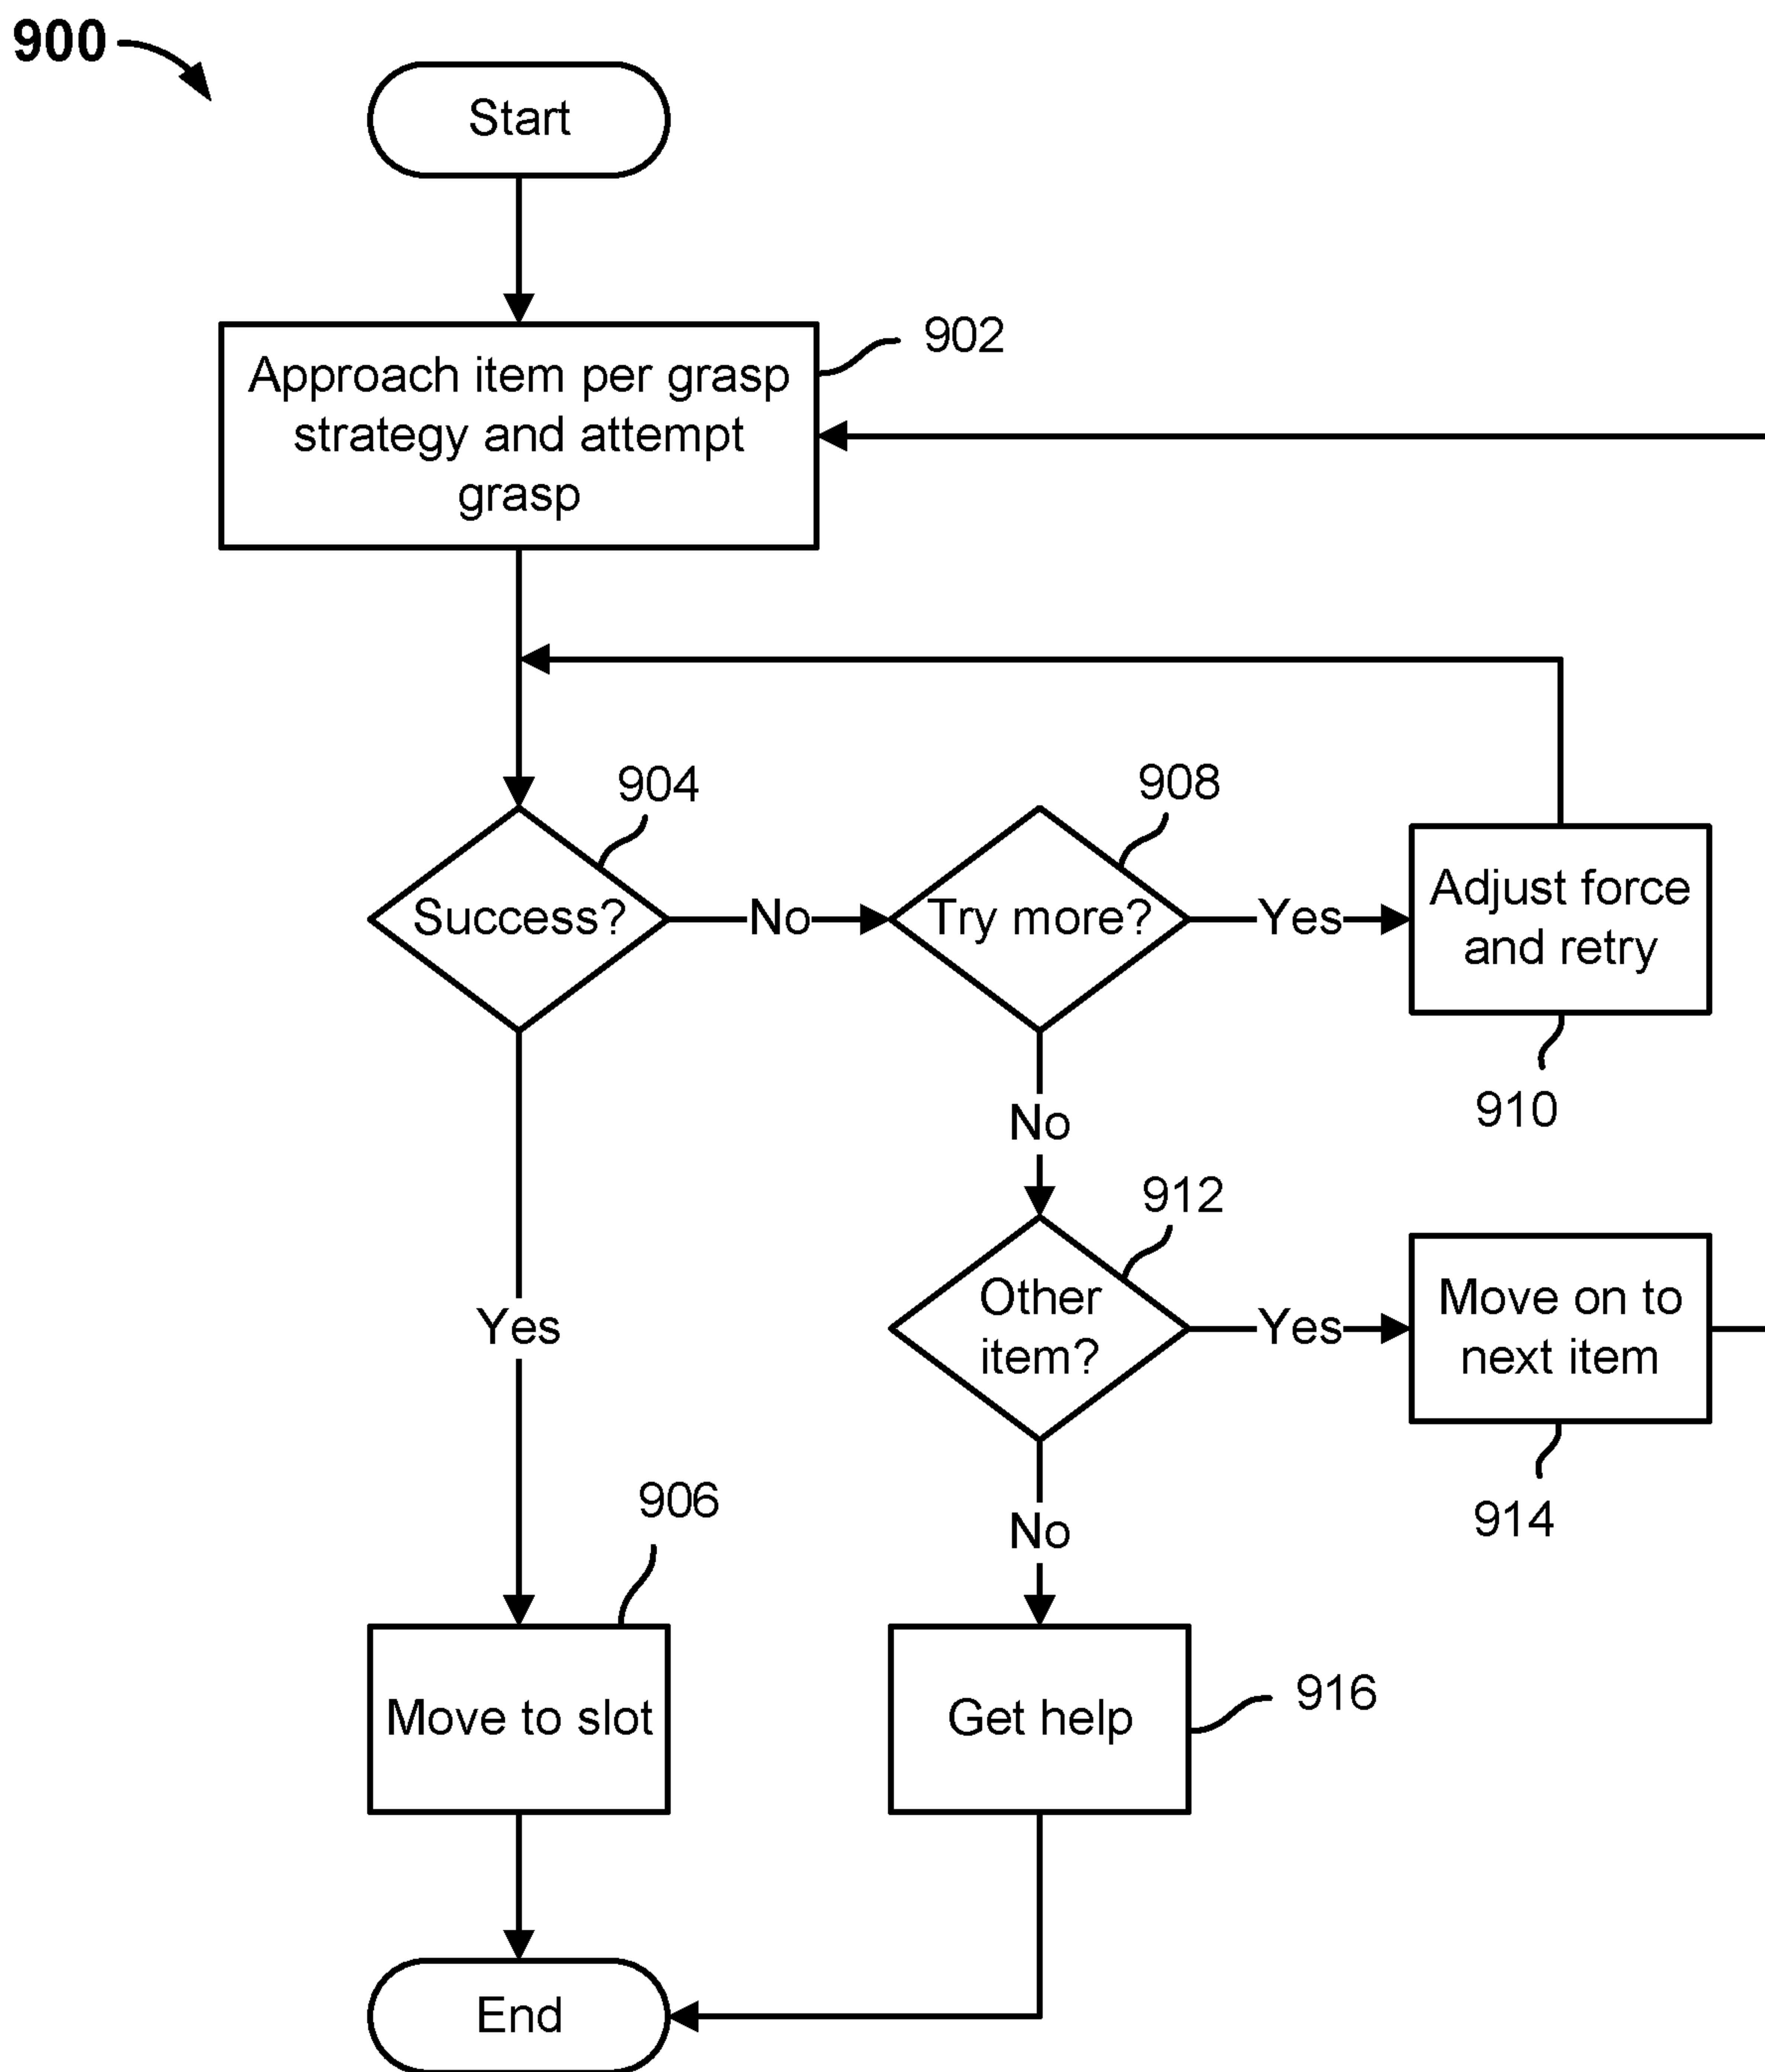 900
Start
902
Approach item per grasp
strategy and attempt
grasp
904
Success?
No
908
Try more?
Yes
Adjust force
and retry
910
No
912
Other
item?
Yes
Move on to
next item
914
Yes
No
906
Move to slot
Get help
916
End